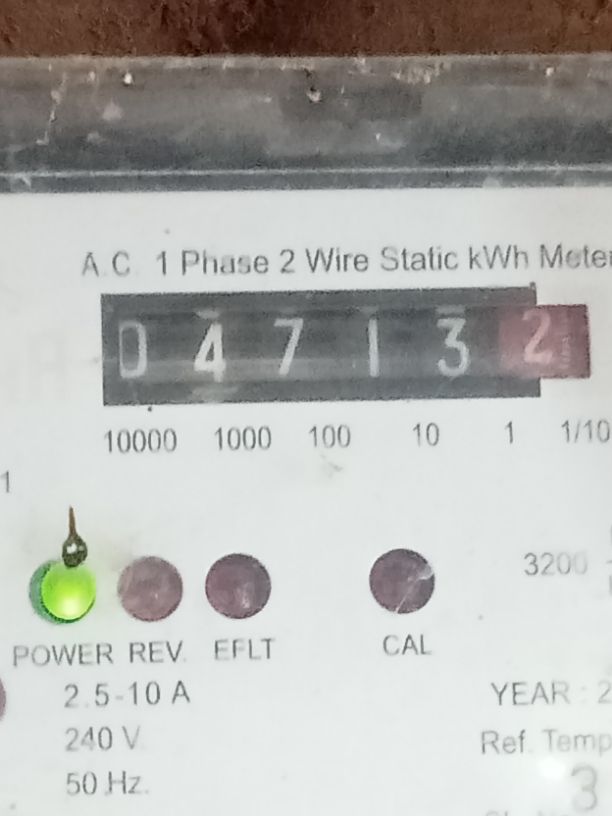 A.C. 1 Phase 2 Wire Static kWh Meter
0 4 7 1 3 2
10000 1000 100 10 1 1/10
1
3200
POWER REV. EFLT CAL
2.5-10 A
YEAR : 2
240 V.
Ref. Temp
50 Hz.
3